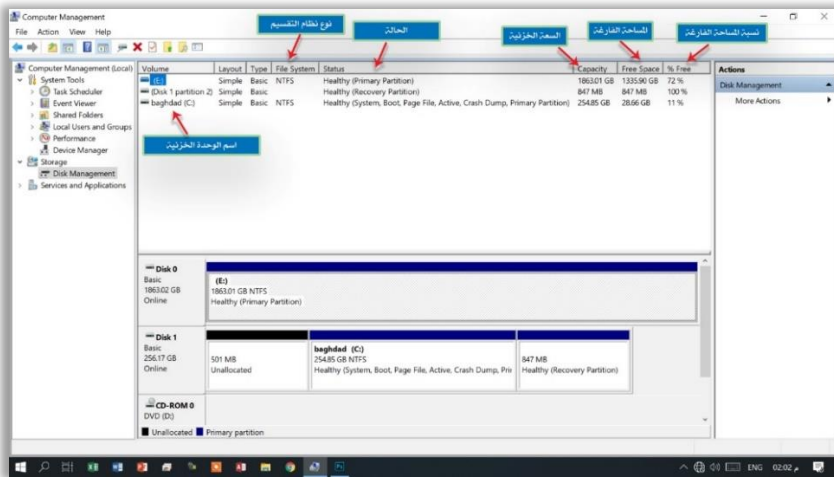 Computer Management
File Action View Help
نوع نظام التقسيم
الحالة
السعة الخزنية
المساحة الفارغة
نسبة المساحة الفارغة
Computer Management (Local)
System Tools
Task Scheduler
Event Viewer
Shared Folders
Local Users and Groups
Performance
Device Manager
Storage
Disk Management
Services and Applications
Volume Layout Type File System Status Capacity Free Space % Free
(E:) Simple Basic NTFS Healthy (Primary Partition) 1863.01 GB 1335.90 GB 72 %
(Disk 1 partition 2) Simple Basic Healthy (Recovery Partition) 847 MB 847 MB 100 %
baghdad (C:) Simple Basic NTFS Healthy (System, Boot, Page File, Active, Crash Dump, Primary Partition) 254.85 GB 28.66 GB 11 %
اسم الوحدة الخزنية
Actions
Disk Management
More Actions
Disk 0
Basic
1863.02 GB
Online
(E:)
1863.01 GB NTFS
Healthy (Primary Partition)
Disk 1
Basic
256.17 GB
Online
501 MB
Unallocated
baghdad (C:)
254.85 GB NTFS
Healthy (System, Boot, Page File, Active, Crash Dump, Pri
847 MB
Healthy (Recovery Partition)
CD-ROM 0
DVD (D:)
Unallocated Primary partition
ENG 02:02 م